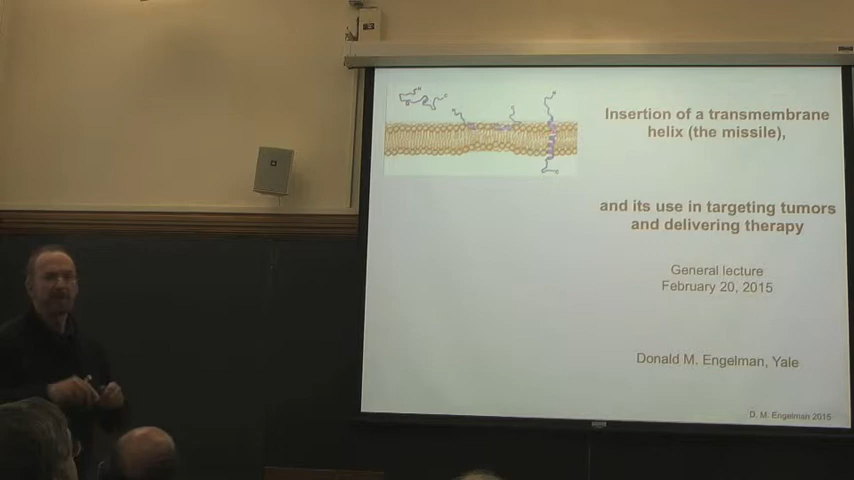 Insertion of a transmembrane
helix (the missile),
and its use in targeting tumors
and delivering therapy
General lecture
February 20, 2015
Donald M. Engelman, Yale
D. M. Engelman 2015